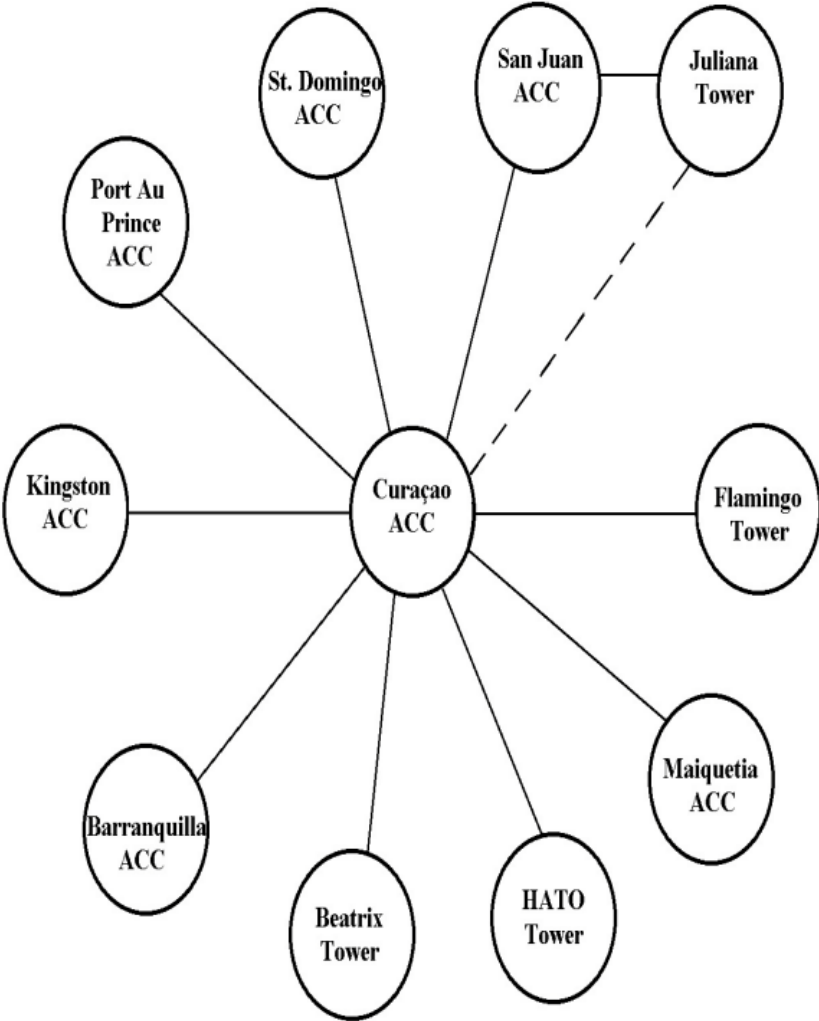 St. Domingo
ACC
San Juan
ACC
Juliana
Tower
Port Au
Prince
ACC
Kingston
ACC
Curaçao
ACC
Flamingo
Tower
Maiquetia
ACC
Barranquilla
ACC
Beatrix
Tower
HATO
Tower